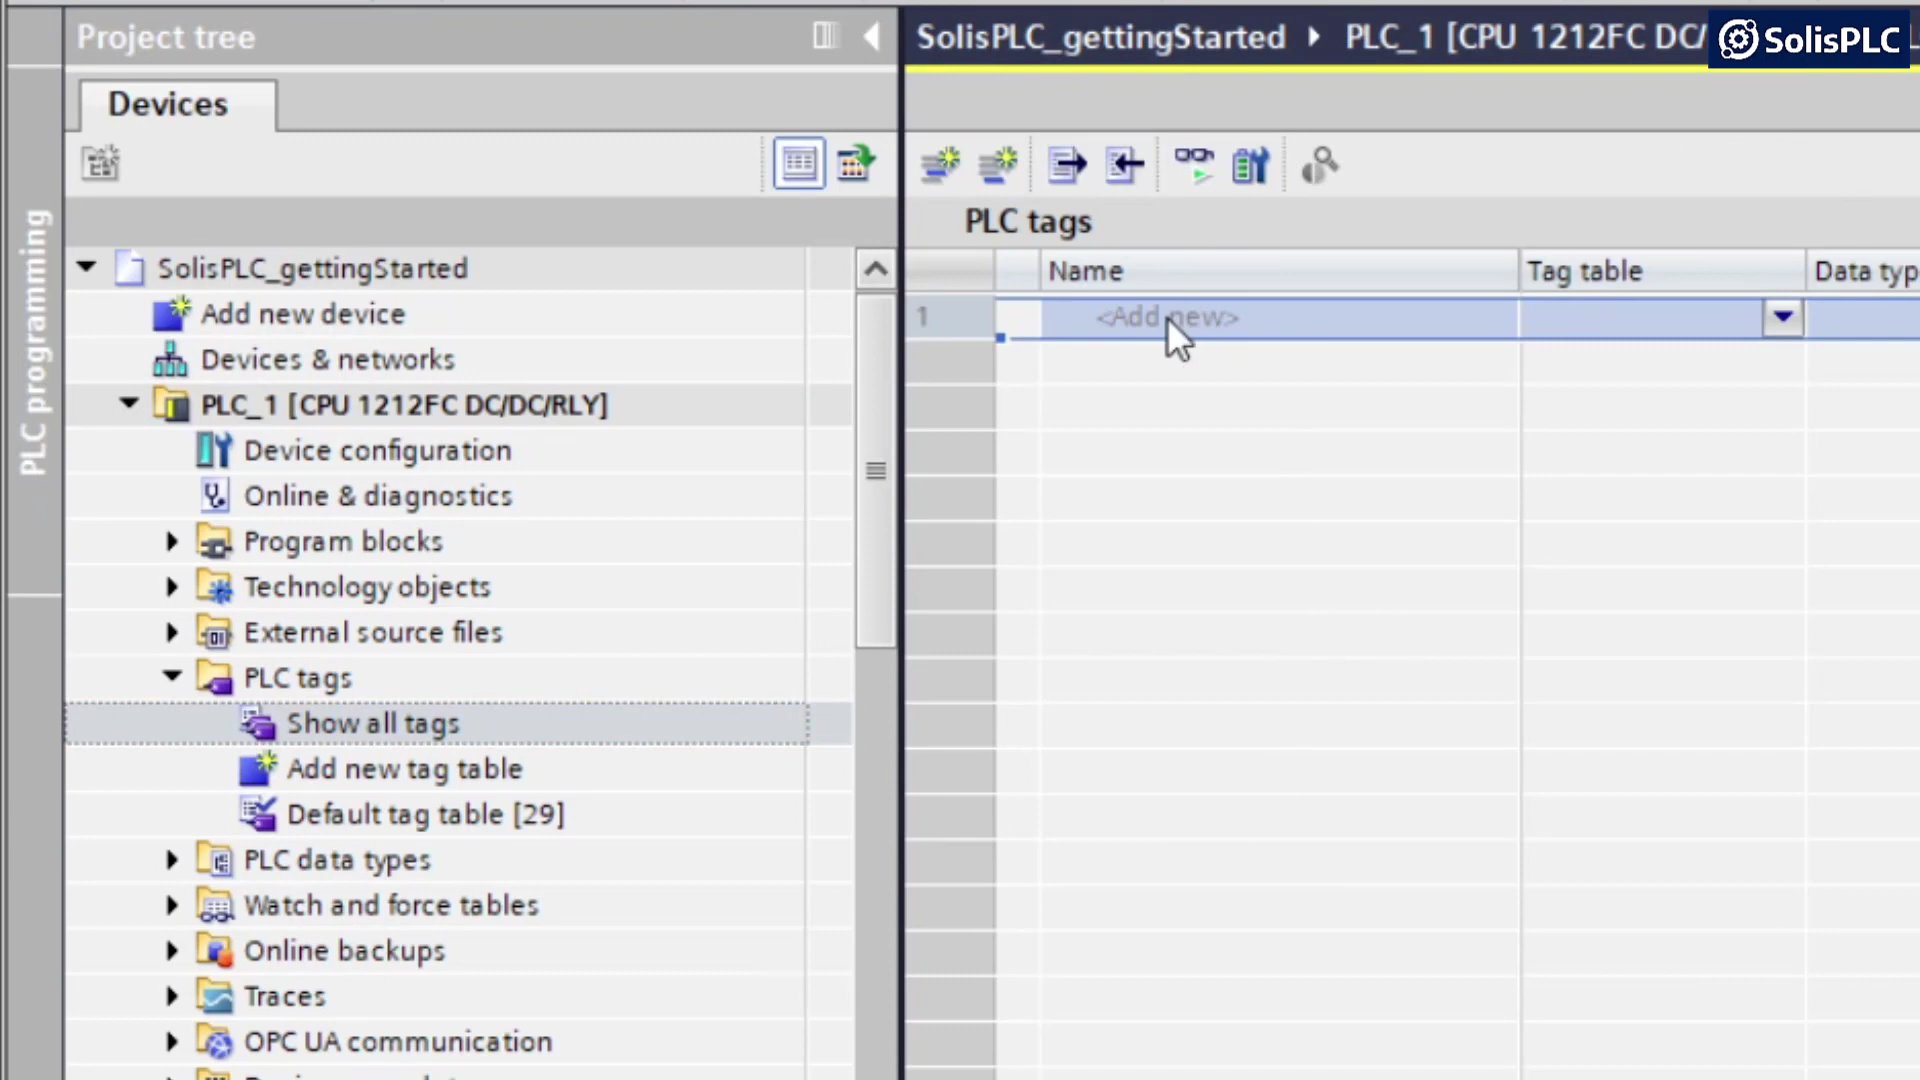 Project tree
SolisPLC_gettingStarted
PLC_1 [CPU 1212FC DC/
SolisPLC
Devices
PLC programming
PLC tags
Name
Tag table
Data typ
1
<Add new>
SolisPLC_gettingStarted
Add new device
Devices & networks
PLC_1 [CPU 1212FC DC/DC/RLY]
Device configuration
Online & diagnostics
Program blocks
Technology objects
External source files
PLC tags
Show all tags
Add new tag table
Default tag table [29]
PLC data types
Watch and force tables
Online backups
Traces
OPC UA communication